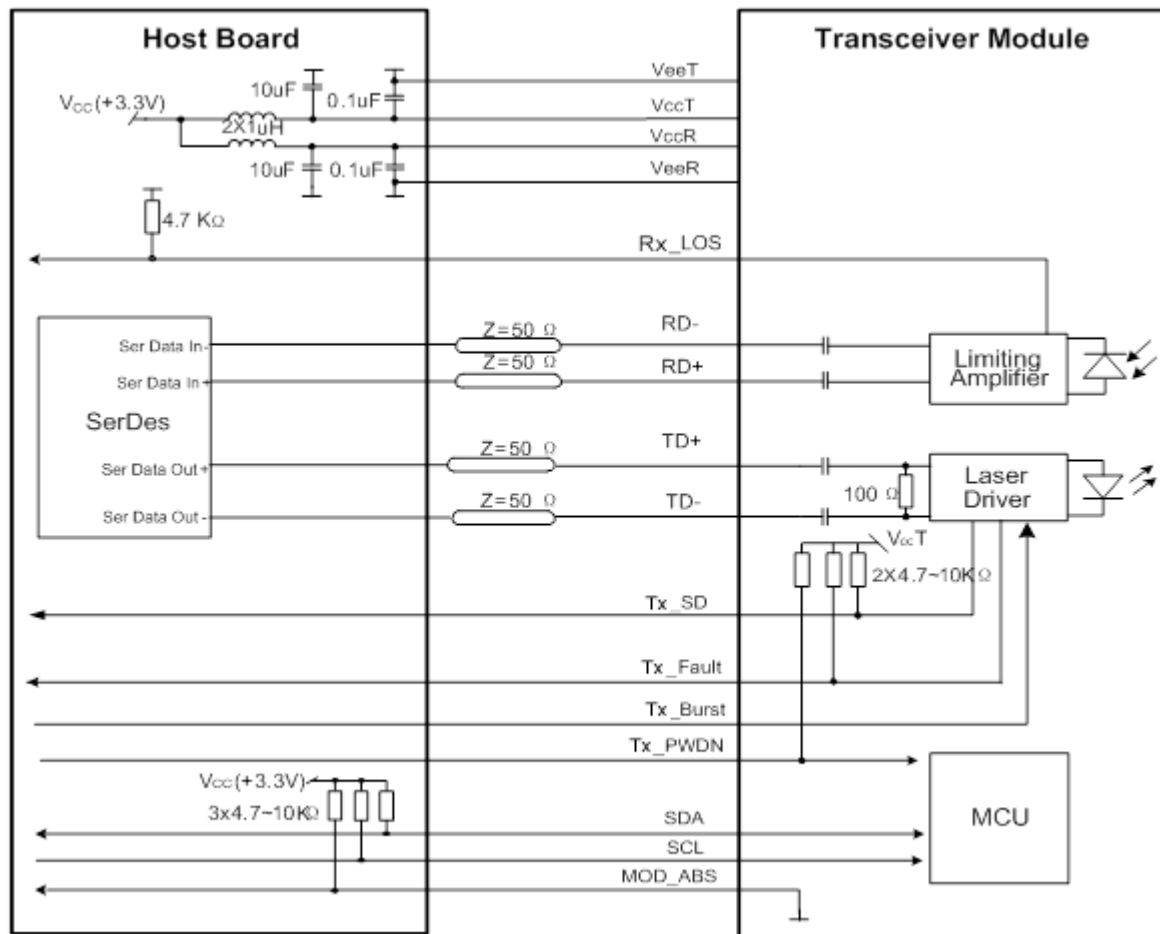 Host Board
Transceiver Module
VeeT
10uF
0.1uF
Vcc(+3.3V)
VccT
2X1uH
VccR
10uF
0.1uF
VeeR
4.7 KΩ
Rx_LOS
Z=50 Ω
RD-
Ser Data In-
Z=50 Ω
RD+
Limiting
Amplifier
Ser Data In+
SerDes
Z=50 Ω
TD+
Ser Data Out+
100 Ω
Laser
Driver
Z=50 Ω
TD-
Ser Data Out-
VccT
2X4.7~10KΩ
Tx_SD
Tx_Fault
Tx_Burst
Tx_PWDN
Vcc(+3.3V)
3x4.7~10KΩ
SDA
MCU
SCL
MOD_ABS